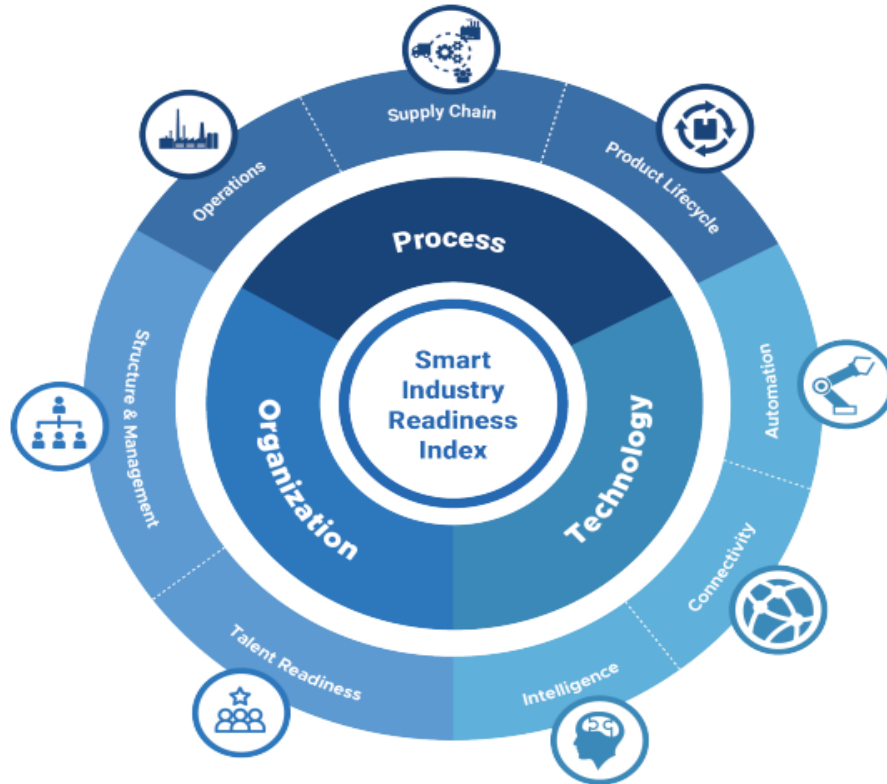 Supply Chain
Operations
Product Lifecycle
Process
Smart
Industry
Readiness
Index
Structure & Management
Organization
Technology
Automation
Connectivity
Talent Readiness
Intelligence